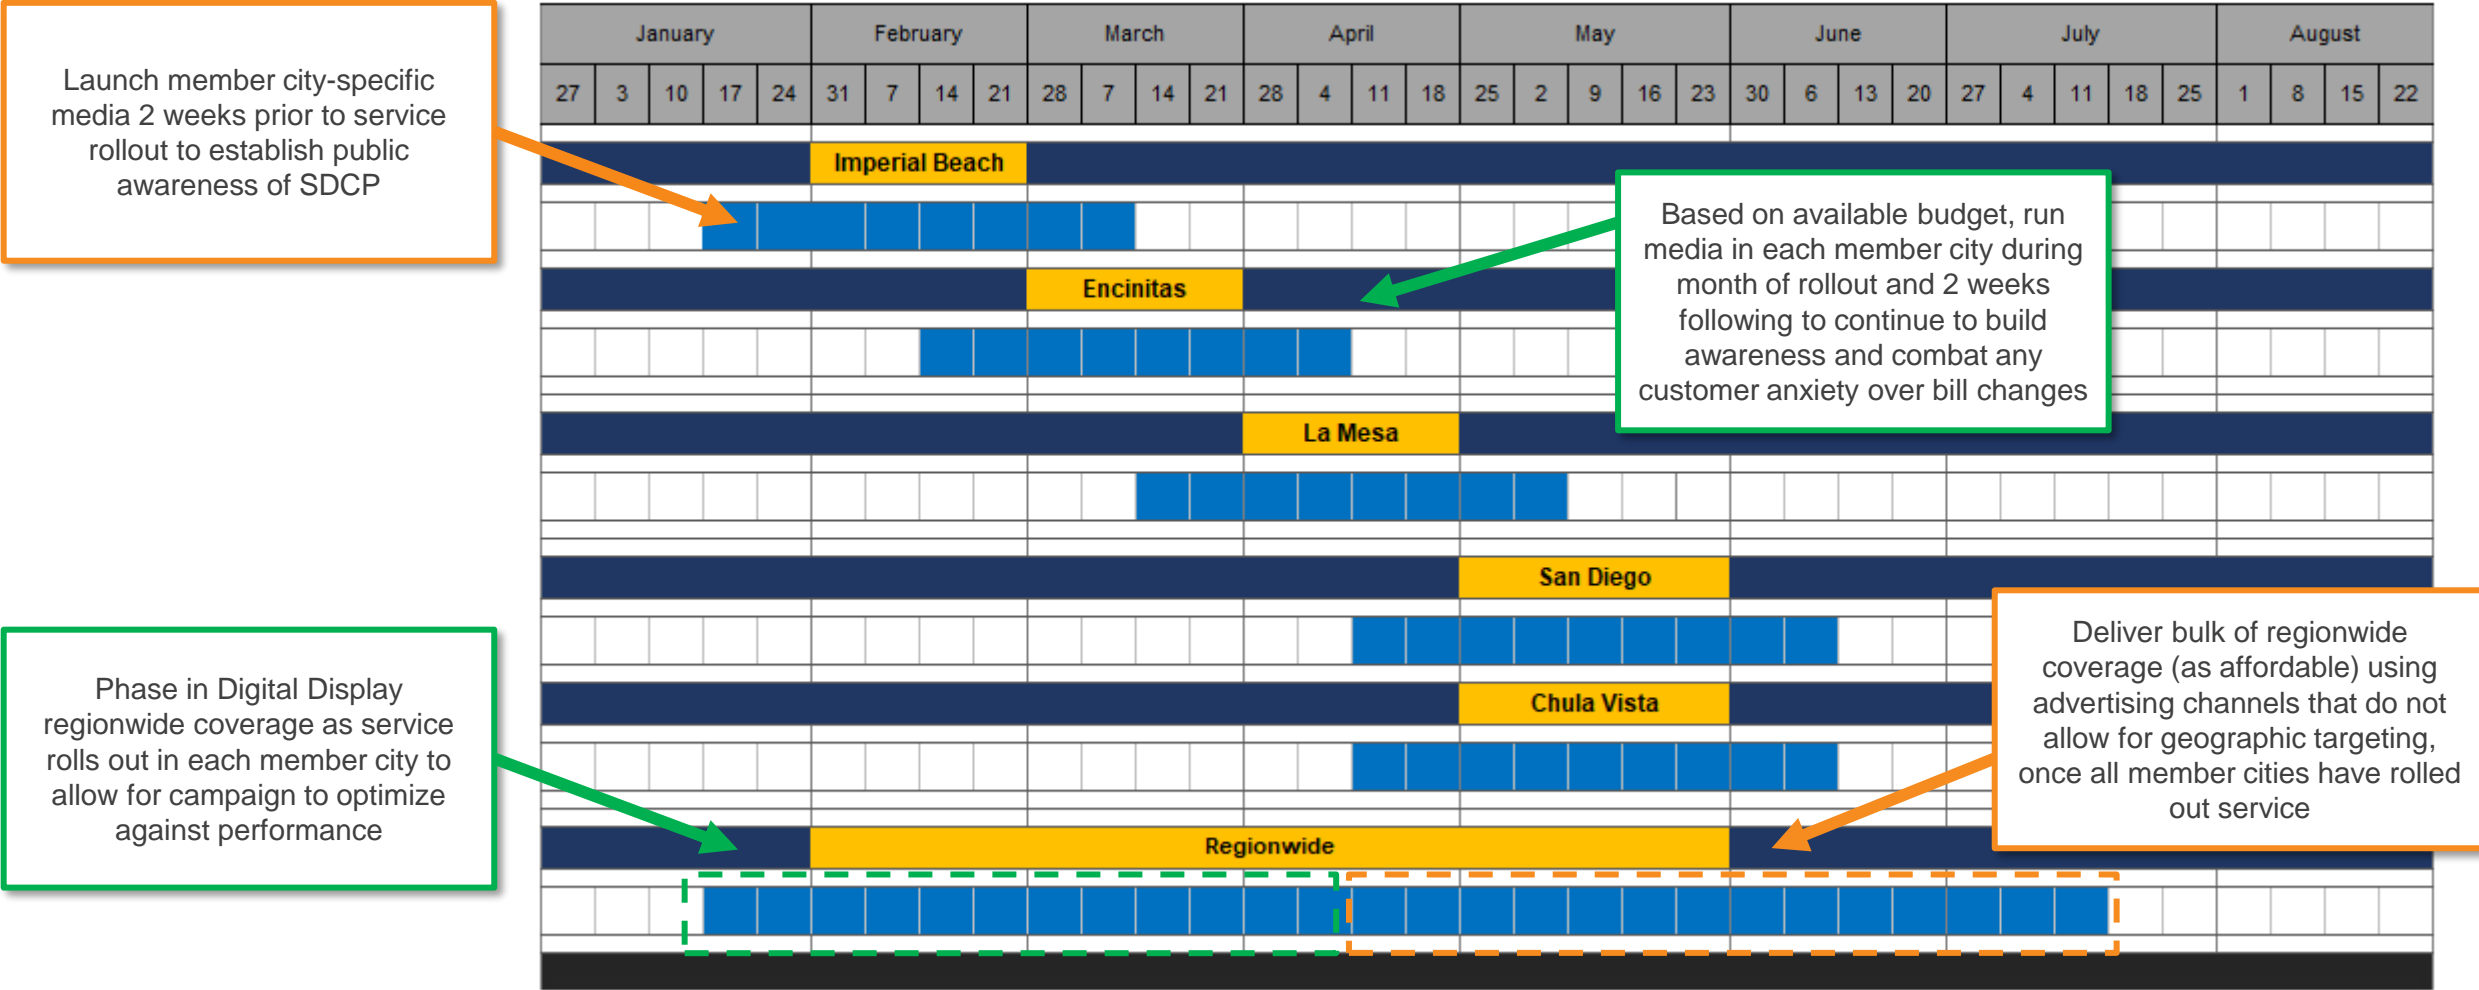 January February March April May June July August
27 3 10 17 24 31 7 14 21 28 7 14 21 28 4 11 18 25 2 9 16 23 30 6 13 20 27 4 11 18 25 1 8 15 22
Launch member city-specific
media 2 weeks prior to service
rollout to establish public
awareness of SDCP
Imperial Beach
Based on available budget, run
media in each member city during
month of rollout and 2 weeks
following to continue to build
awareness and combat any
customer anxiety over bill changes
Encinitas
La Mesa
San Diego
Phase in Digital Display
regionwide coverage as service
rolls out in each member city to
allow for campaign to optimize
against performance
Deliver bulk of regionwide
coverage (as affordable) using
advertising channels that do not
allow for geographic targeting,
once all member cities have rolled
out service
Chula Vista
Regionwide